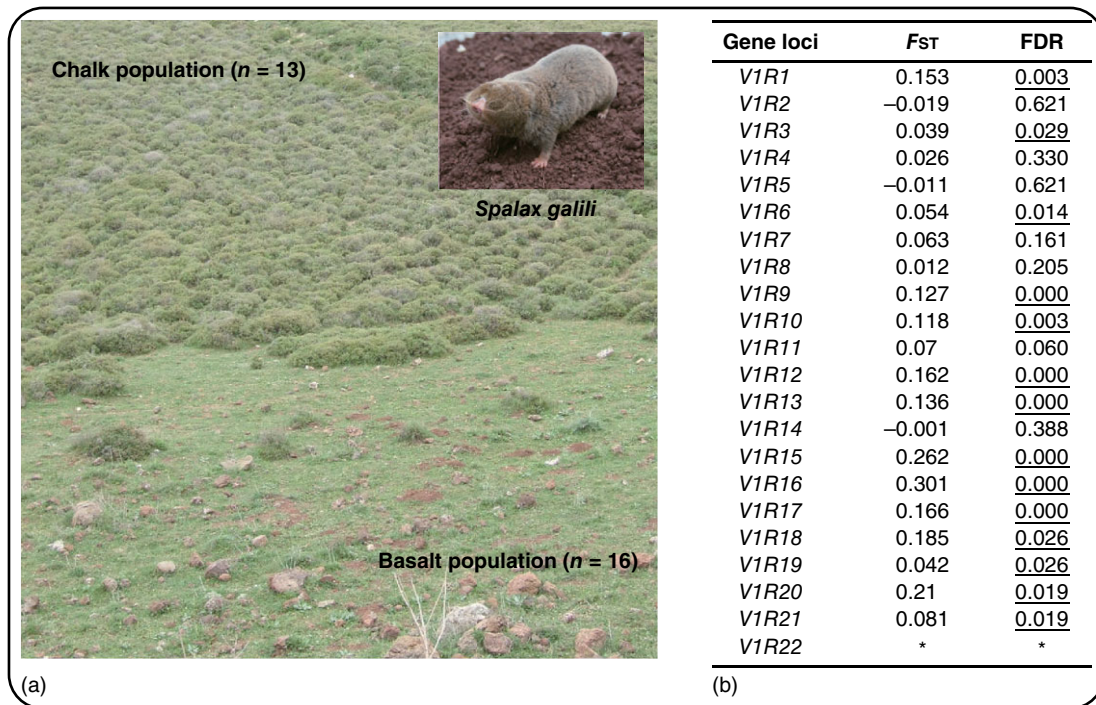 Chalk population (n = 13)
Spalax galili
Basalt population (n = 16)
(a)
Gene loci FST FDR
V1R1 0.153 0.003
V1R2 –0.019 0.621
V1R3 0.039 0.029
V1R4 0.026 0.330
V1R5 –0.011 0.621
V1R6 0.054 0.014
V1R7 0.063 0.161
V1R8 0.012 0.205
V1R9 0.127 0.000
V1R10 0.118 0.003
V1R11 0.07 0.060
V1R12 0.162 0.000
V1R13 0.136 0.000
V1R14 –0.001 0.388
V1R15 0.262 0.000
V1R16 0.301 0.000
V1R17 0.166 0.000
V1R18 0.185 0.026
V1R19 0.042 0.026
V1R20 0.21 0.019
V1R21 0.081 0.019
V1R22 * *
(b)